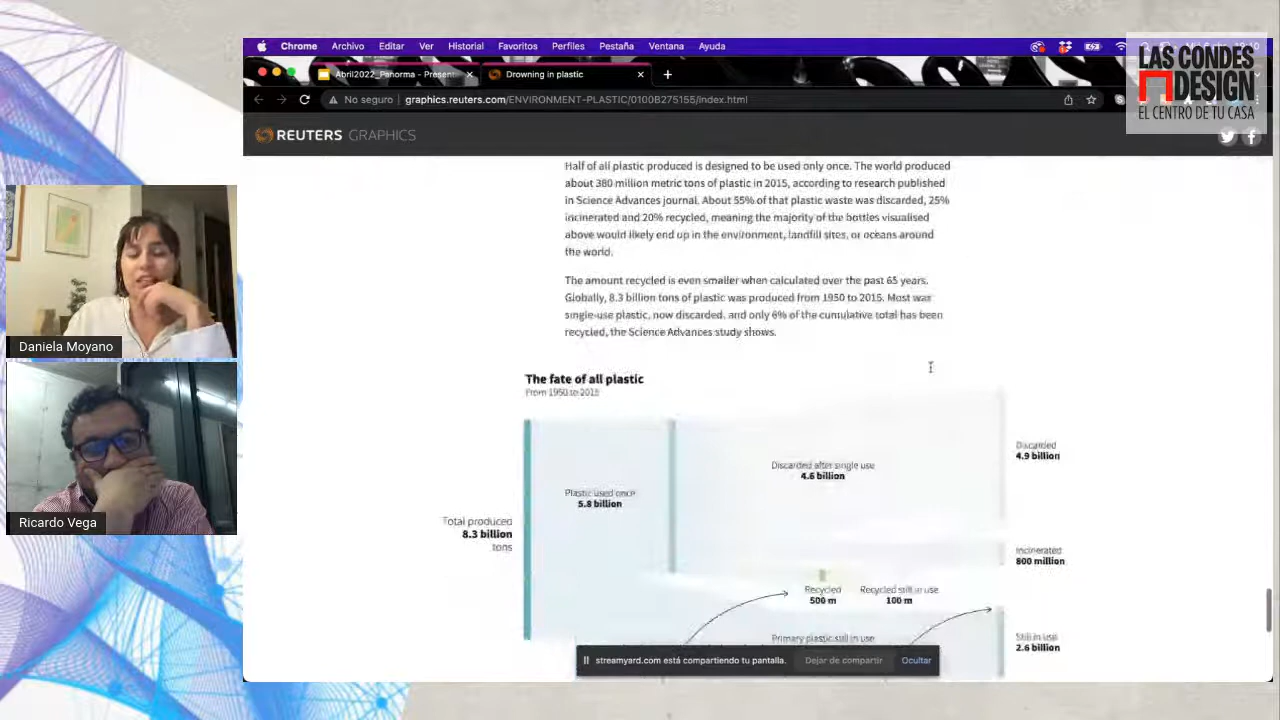 Chrome Archivo Editar Ver Historial Favoritos Perfiles Pestaña Ventana Ayuda
Abril2022_Panorma - Present
Drowning in plastic
No seguro
graphics.reuters.com/ENVIRONMENT-PLASTIC/0100B275155/index.html
LAS CONDES
DESIGN
EL CENTRO DE TU CASA
REUTERS GRAPHICS
Half of all plastic produced is designed to be used only once. The world produced
about 380 million metric tons of plastic in 2015, according to research published
in Science Advances journal. About 55% of that plastic waste was discarded, 25%
incinerated and 20% recycled, meaning the majority of the bottles visualised
above would likely end up in the environment, landfill sites, or oceans around
the world.
The amount recycled is even smaller when calculated over the past 65 years.
Globally, 8.3 billion tons of plastic was produced from 1950 to 2015. Most was
single-use plastic, now discarded, and only 6% of the cumulative total has been
recycled, the Science Advances study shows.
The fate of all plastic
From 1950 to 2015
Total produced
8.3 billion
tons
Plastic used once
5.8 billion
Discarded after single use
4.6 billion
Discarded
4.9 billion
Incinerated
800 million
Recycled
500 m
Recycled still in use
100 m
Primary plastic still in use
Still in use
2.6 billion
streamyard.com está compartiendo tu pantalla.
Dejar de compartir
Ocultar
Daniela Moyano
Ricardo Vega